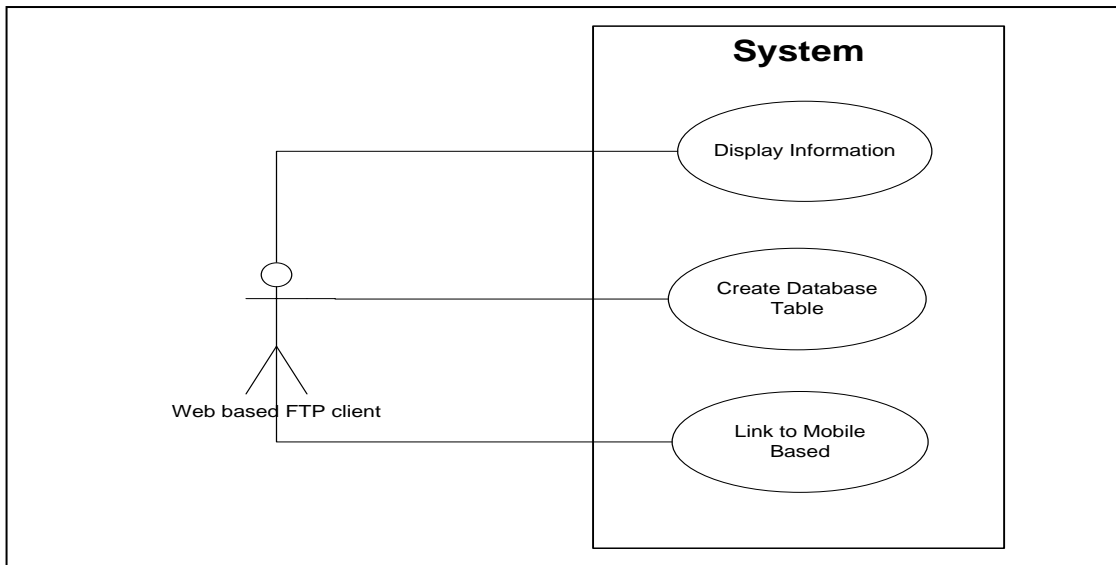 System
Display Information
Create Database
Table
Web based FTP client
Link to Mobile
Based